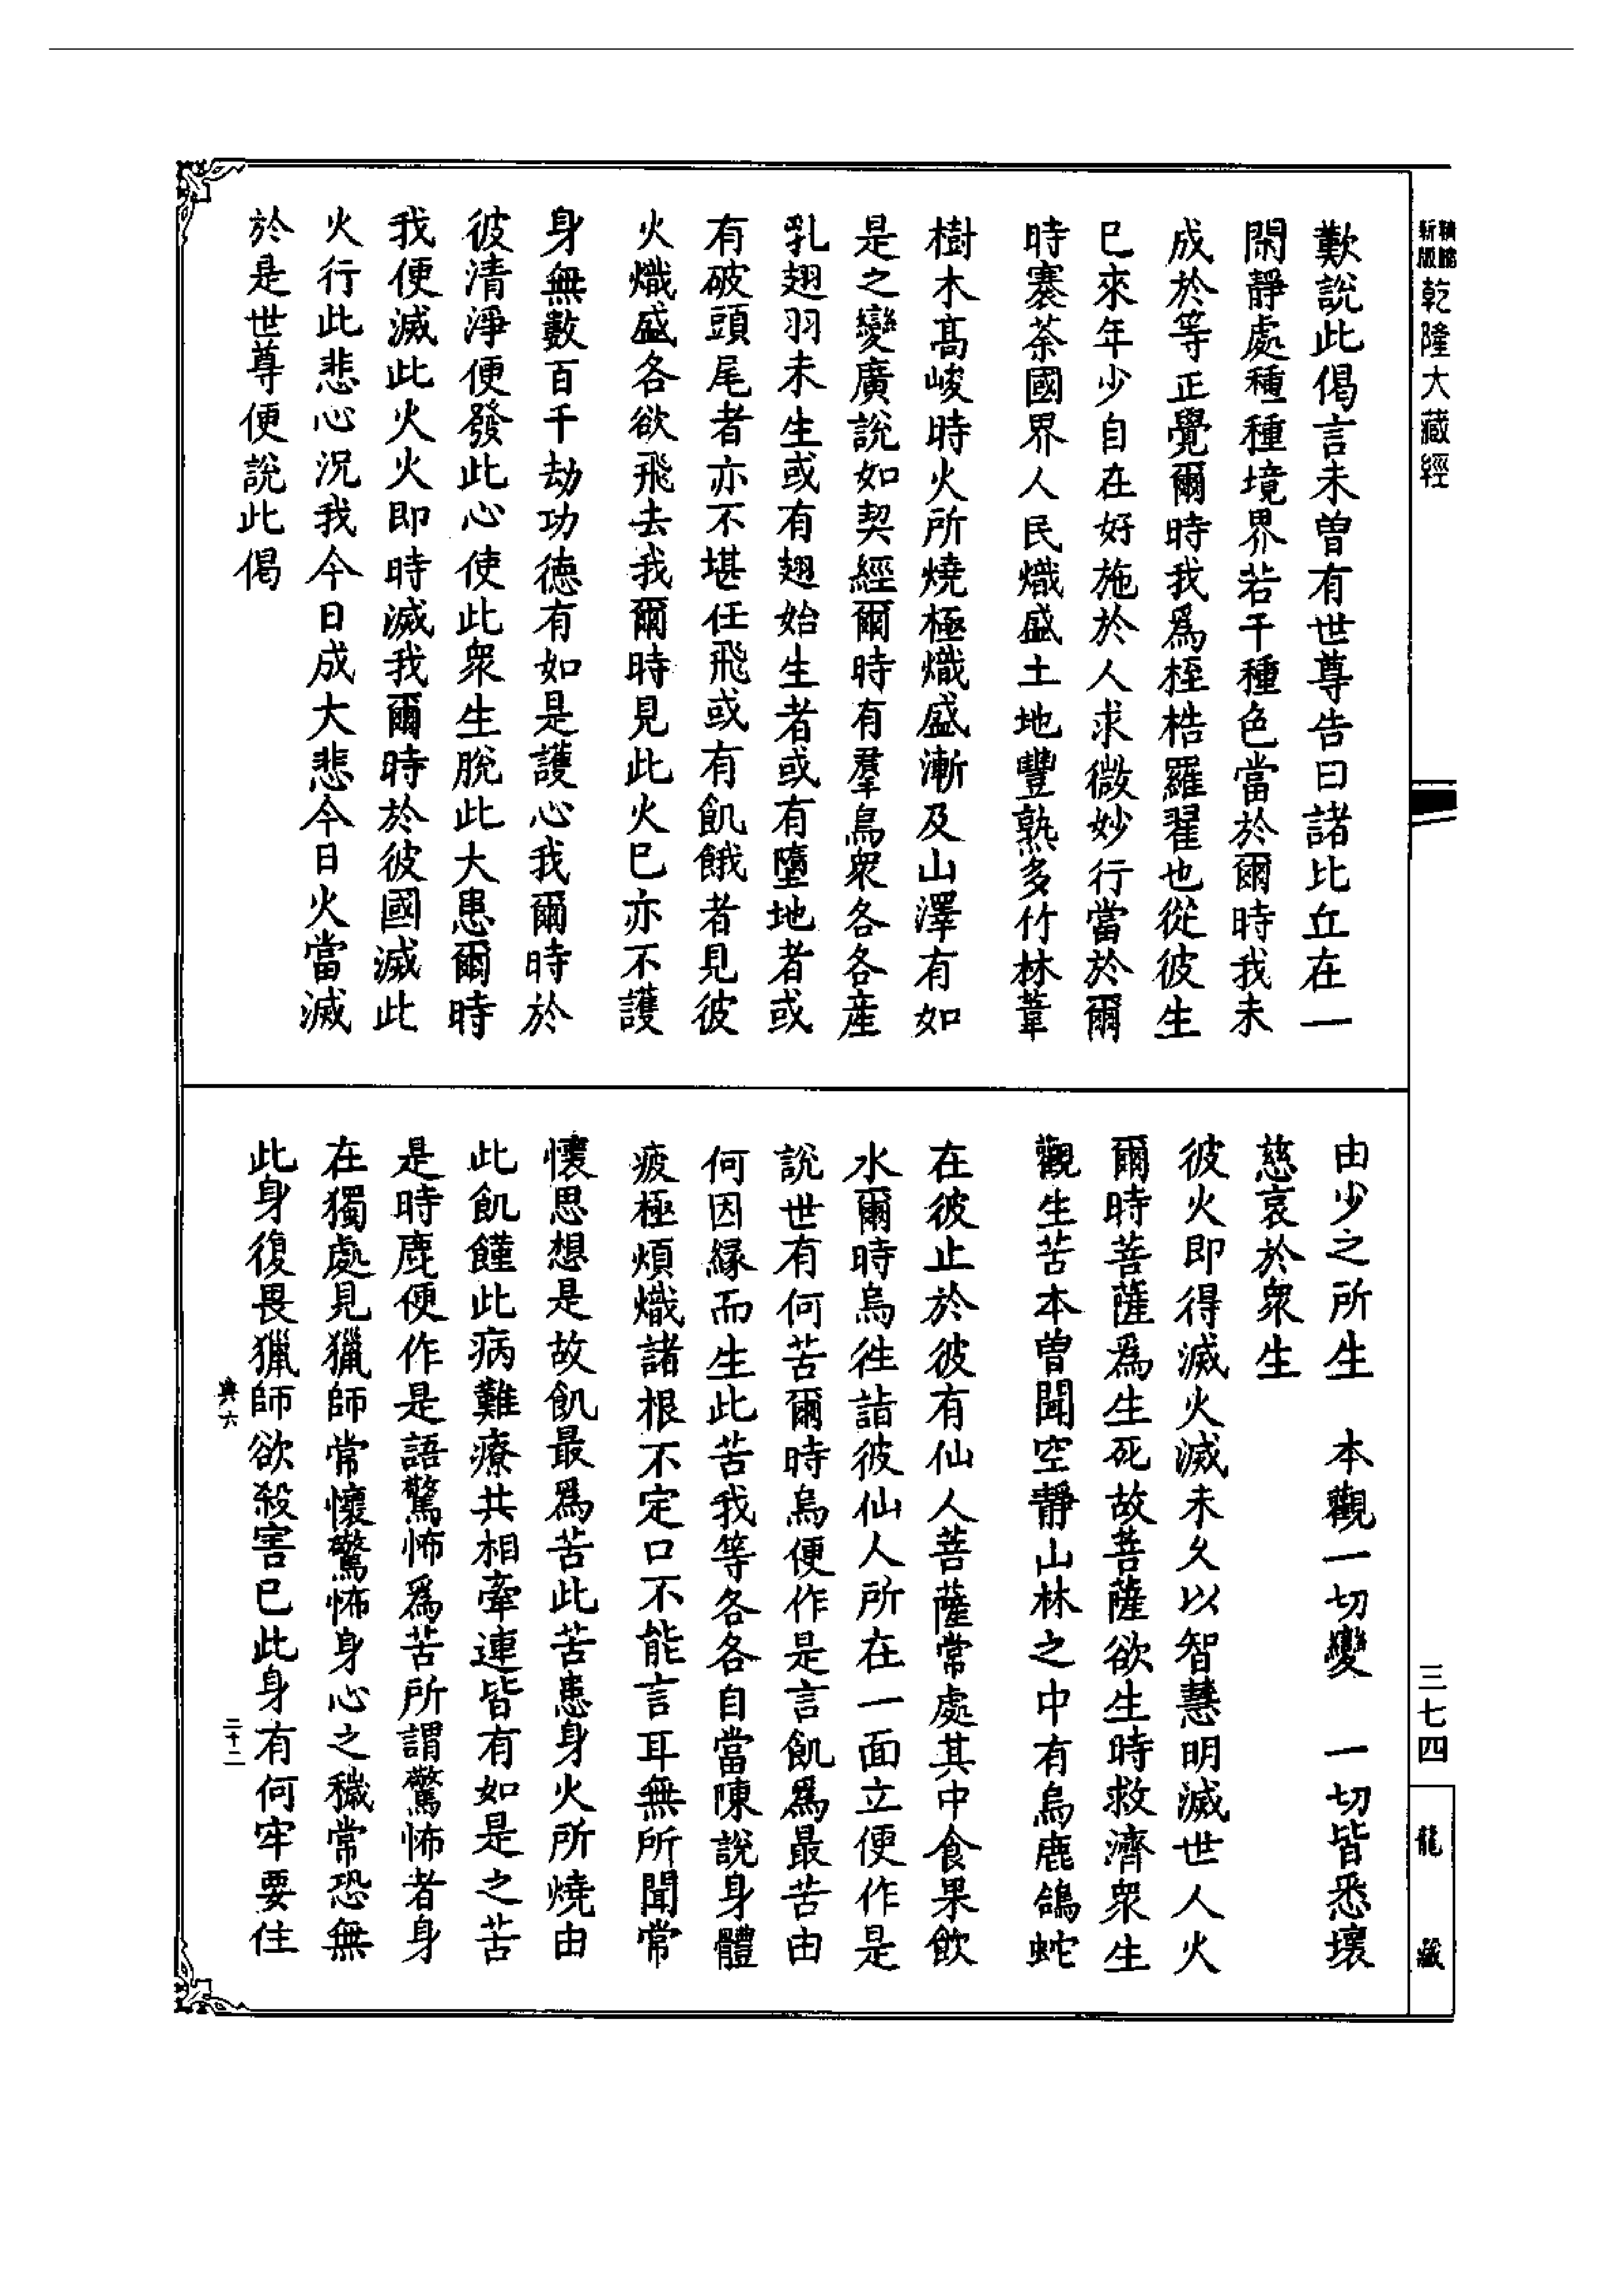 新版
乾隆大藏經
歎說此偈言未曾有世尊告曰諸比丘在一
閑靜處種種境界若干種色當於爾時我未
成於等正覺爾時我爲桎梏羅翟也從彼生
已來年少自在好施於人求微妙行當於爾
時褰荼國界人民熾盛土地豐熟多竹林葦
樹木高峻時火所燒極熾盛漸及山澤有如
是之變廣說如契經爾時有羣鳥衆各各産
乳翅羽未生或有翅始生者或有墮地者或
有破頭尾者亦不堪任飛或有飢餓者見彼
火熾盛各欲飛去我爾時見此火已亦不護
身無數百千劫功德有如是護心我爾時於
彼清淨便發此心使此衆生脫此大患爾時
我便滅此火火即時滅我爾時於彼國滅此
火行此悲心況我今日成大悲今日火當滅
於是世尊便說此偈
三七四
龍藏
由少之所生　本觀一切變　一切皆悉壞
慈哀於衆生
彼火即得滅火滅未久以智慧明滅世人火
爾時菩薩爲生死故菩薩欲生時救濟衆生
觀生苦本曾聞空靜山林之中有烏鹿鴿蛇
在彼止於彼有仙人菩薩常處其中食果飲
水爾時烏往詣彼仙人所在一面立便作是
說世有何苦爾時烏便作是言飢爲最苦由
何因緣而生此苦我等各各自當陳說身體
疲極煩熾諸根不定口不能言耳無所聞常
懷思想是故飢最爲苦此苦患身火所燒由
此飢饉此病難療共相牽連皆有如是之苦
是時鹿便作是語驚怖爲苦所謂驚怖者身
在獨處見獵師常懷驚怖身心之穢常恐無
此身復畏獵師欲殺害已此身有何牢要住
典六
二十二